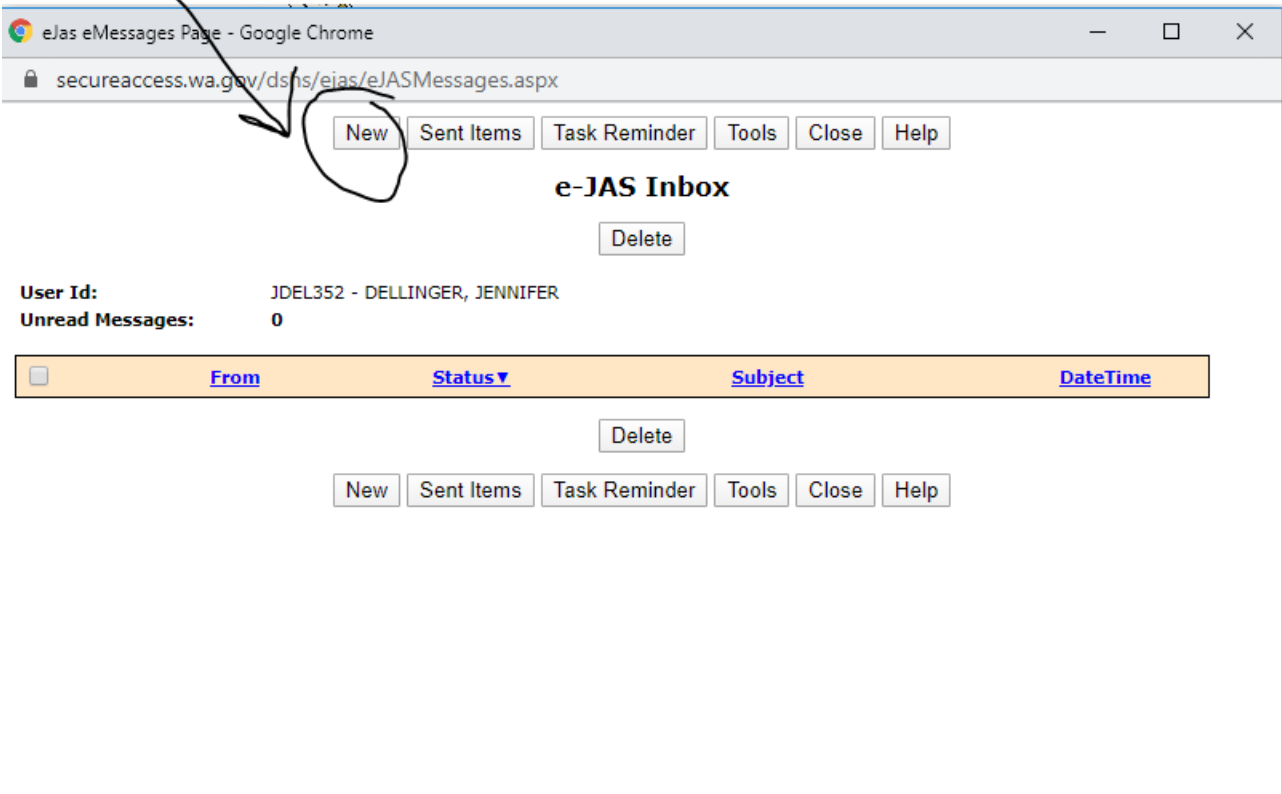 eJas eMessages Page - Google Chrome
secureaccess.wa.gov/dshs/ejas/eJASMessages.aspx
New Sent Items Task Reminder Tools Close Help
e-JAS Inbox
Delete
User Id: JDEL352 - DELLINGER, JENNIFER
Unread Messages: 0
From Status▼ Subject DateTime
Delete
New Sent Items Task Reminder Tools Close Help